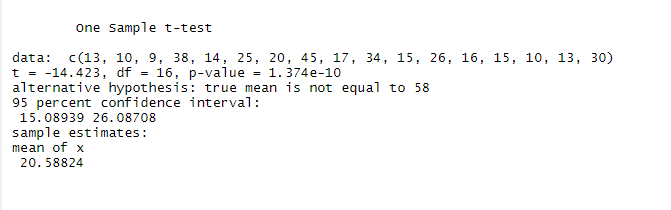 One Sample t-test
data:  c(13, 10, 9, 38, 14, 25, 20, 45, 17, 34, 15, 26, 16, 15, 10, 13, 30)
t = -14.423, df = 16, p-value = 1.374e-10
alternative hypothesis: true mean is not equal to 58
95 percent confidence interval:
15.08939 26.08708
sample estimates:
mean of x
20.58824